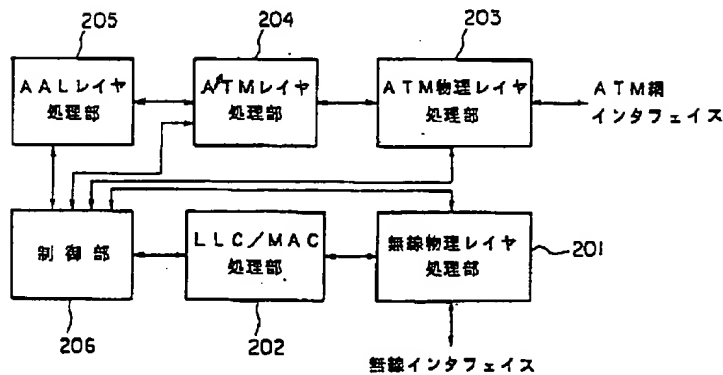 205
204
203
AALレイヤ
処理部
ATMレイヤ
処理部
ATM物理レイヤ
処理部
ATM網
インタフェイス
制御部
LLC/MAC
処理部
無線物理レイヤ
処理部
201
206
202
無線インタフェイス